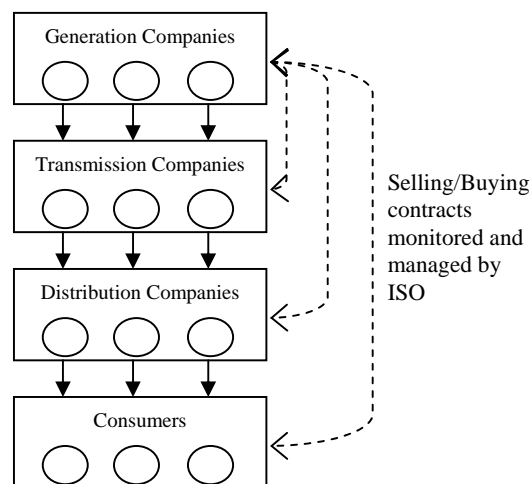 Generation Companies
Transmission Companies
Selling/Buying
contracts
monitored and
managed by
ISO
Distribution Companies
Consumers